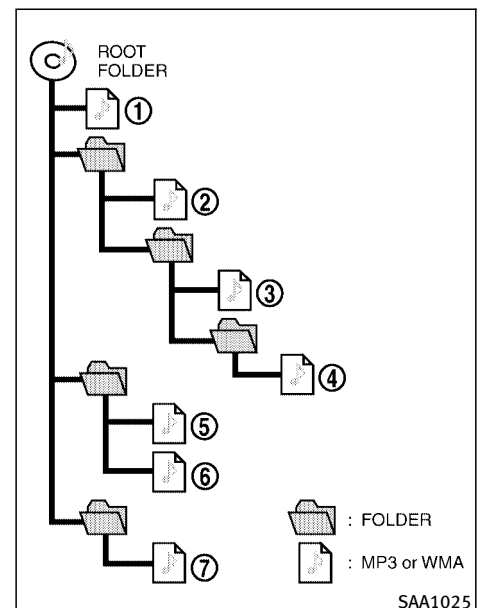 ROOT
FOLDER
①
②
③
④
⑤
⑥
⑦
: FOLDER
: MP3 or WMA
SAA1025